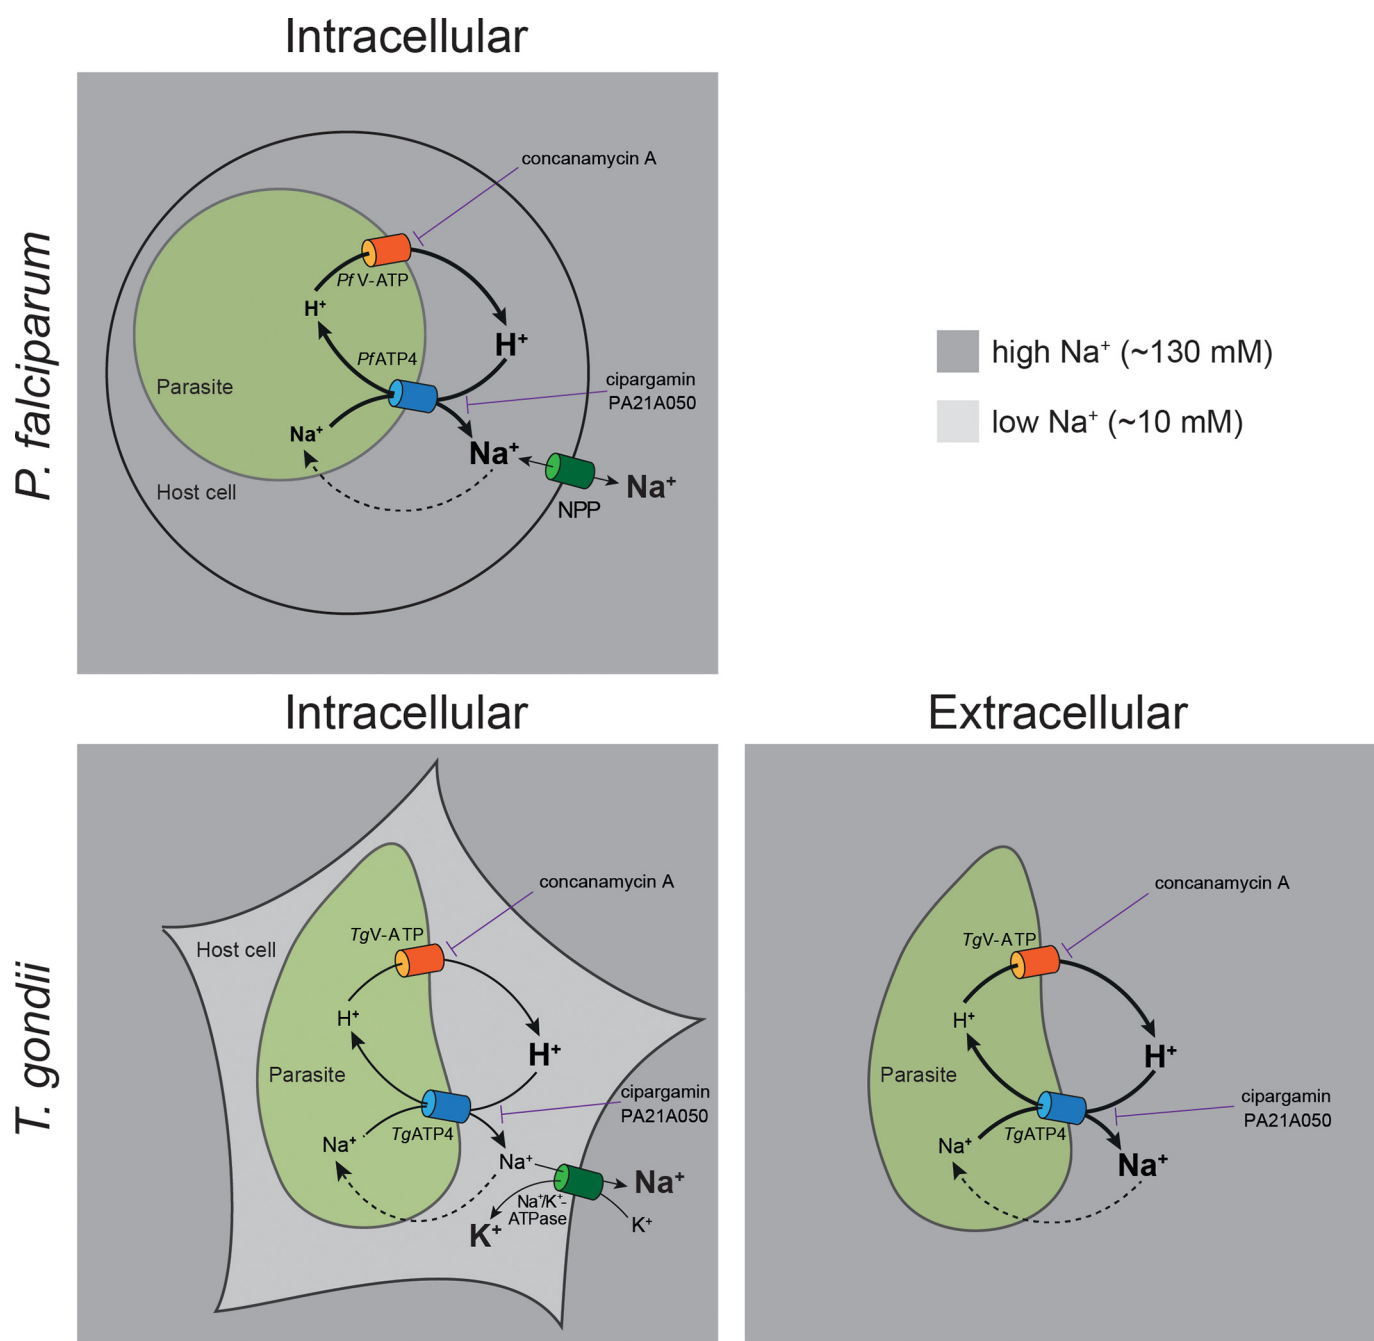 Intracellular
P. falciparum
concanamycin A
PfV-ATP
H⁺
H⁺
PfATP4
Parasite
cipargamin
PA21A050
Na⁺
Na⁺
Na⁺
Host cell
NPP
high Na⁺ (~130 mM)
low Na⁺ (~10 mM)
Intracellular
T. gondii
concanamycin A
TgV-ATP
Host cell
H⁺
H⁺
Parasite
cipargamin
PA21A050
TgATP4
Na⁺
Na⁺
Na⁺
Na⁺/K⁺-
ATPase
K⁺
K⁺
Extracellular
concanamycin A
TgV-ATP
H⁺
H⁺
Parasite
cipargamin
PA21A050
TgATP4
Na⁺
Na⁺